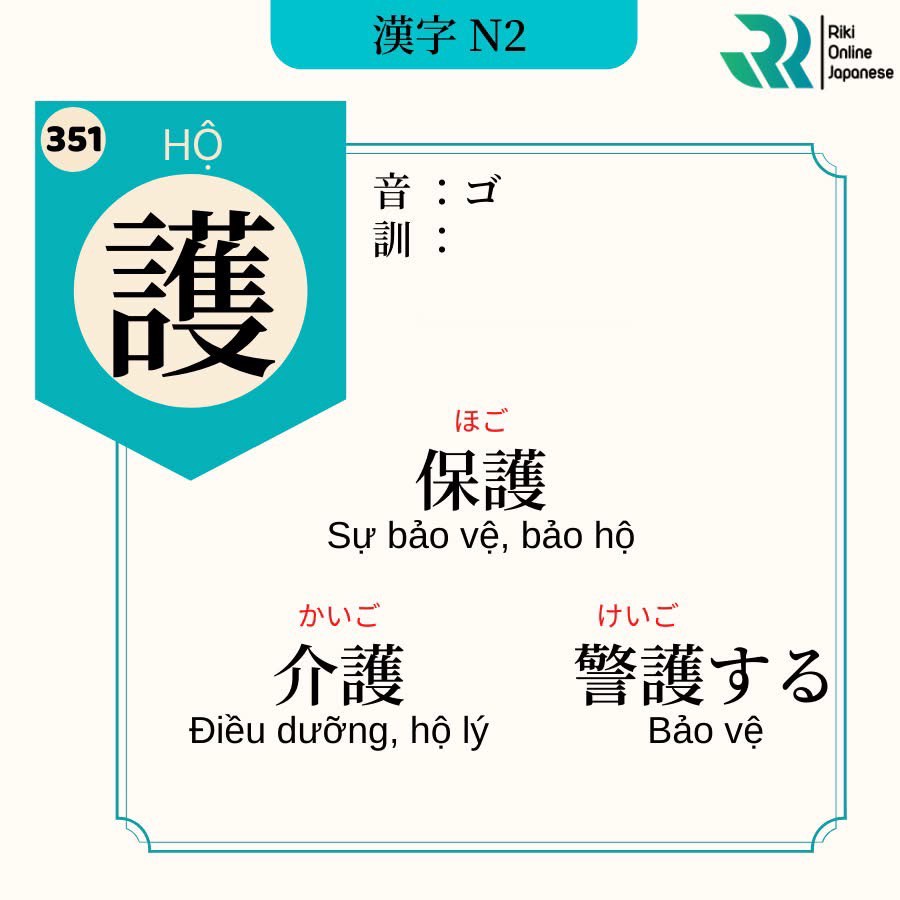 漢字 N2
Riki
Online
Japanese
351
HỘ
護
音 ：ゴ
訓 ：
ほご
保護
Sự bảo vệ, bảo hộ
かいご
介護
Điều dưỡng, hộ lý
けいご
警護する
Bảo vệ